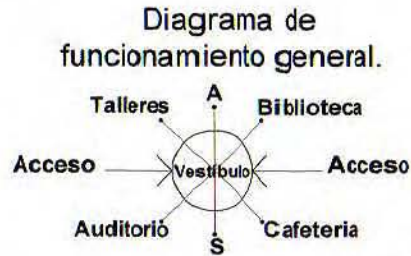 Diagrama de
funcionamiento general.
A
Talleres Biblioteca
Acceso Vestíbulo Acceso
Auditorio Cafeteria
S